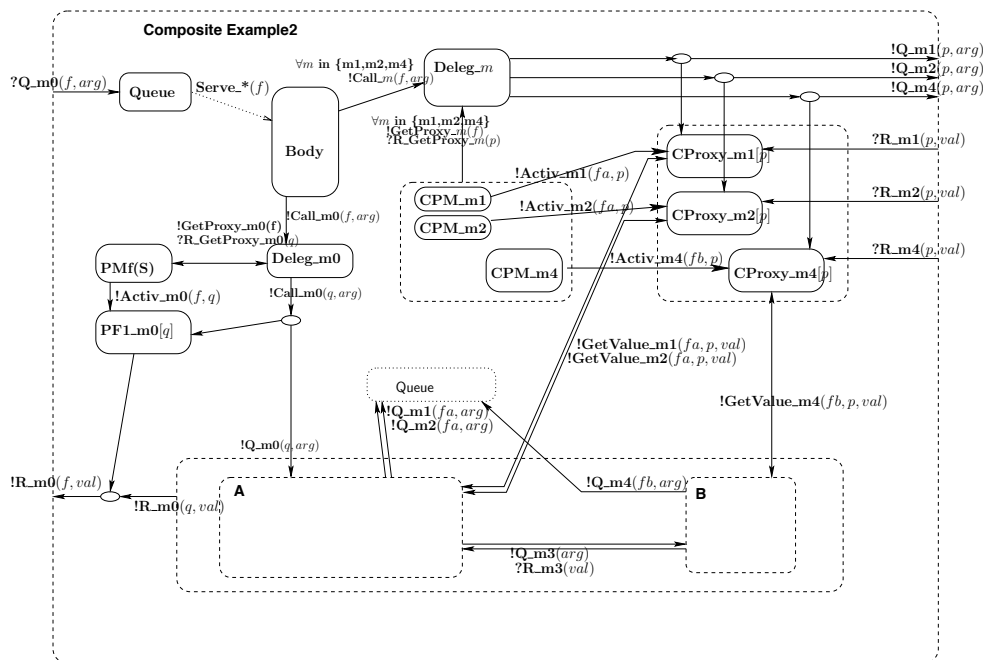 Composite Example2
?Q_m0(f, arg)
Queue
Serve_*(f)
Body
∀m in {m1,m2,m4}
!Call_m(f, arg)
Deleg_m
!Q_m1(p, arg)
!Q_m2(p, arg)
!Q_m4(p, arg)
∀m in {m1,m2,m4}
!GetProxy_m(f)
?R_GetProxy_m(p)
CProxy_m1[p]
?R_m1(p, val)
CPM_m1
!Activ_m1(fa, p)
CPM_m2
!Activ_m2(fa, p)
CProxy_m2[p]
?R_m2(p, val)
!Call_m0(f, arg)
!GetProxy_m0(f)
?R_GetProxy_m0(q)
PMf(S)
Deleg_m0
CPM_m4
!Activ_m4(fb, p)
CProxy_m4[p]
?R_m4(p, val)
!Activ_m0(f, q)
!Call_m0(q, arg)
PF1_m0[q]
!GetValue_m1(fa, p, val)
!GetValue_m2(fa, p, val)
Queue
!Q_m1(fa, arg)
!Q_m2(fa, arg)
!GetValue_m4(fb, p, val)
!Q_m0(q, arg)
!R_m0(f, val)
!R_m0(q, val)
A
!Q_m4(fb, arg)
B
!Q_m3(arg)
?R_m3(val)